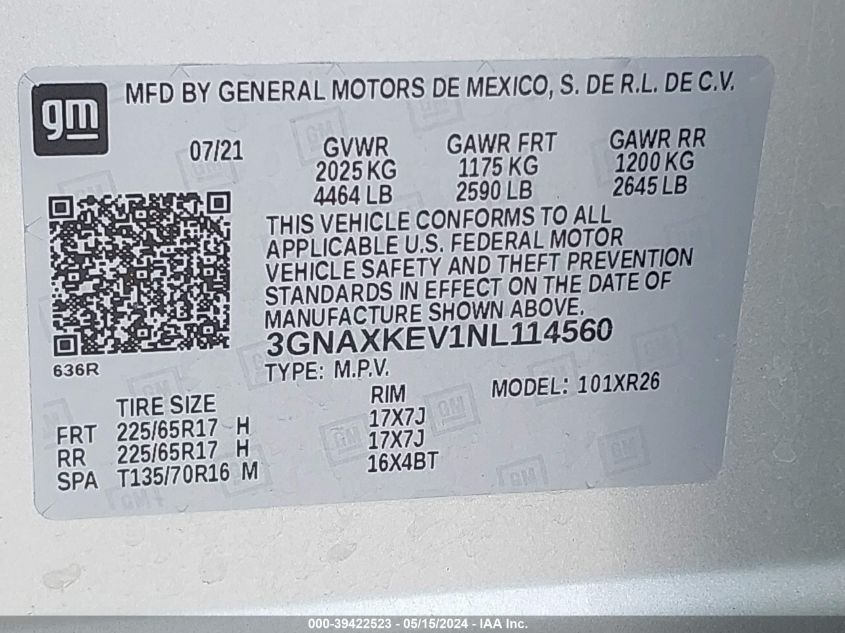 gm
MFD BY GENERAL MOTORS DE MEXICO, S. DE R.L. DE C.V.
07/21 GVWR GAWR FRT GAWR RR
2025 KG 1175 KG 1200 KG
4464 LB 2590 LB 2645 LB
THIS VEHICLE CONFORMS TO ALL
APPLICABLE U.S. FEDERAL MOTOR
VEHICLE SAFETY AND THEFT PREVENTION
STANDARDS IN EFFECT ON THE DATE OF
MANUFACTURE SHOWN ABOVE.
3GNAXKEV1NL114560
636R
TYPE: M.P.V.
MODEL: 101XR26
TIRE SIZE RIM
FRT 225/65R17 H 17X7J
RR 225/65R17 H 17X7J
SPA T135/70R16 M 16X4BT
000-39422523 - 05/15/2024 - IAA Inc.